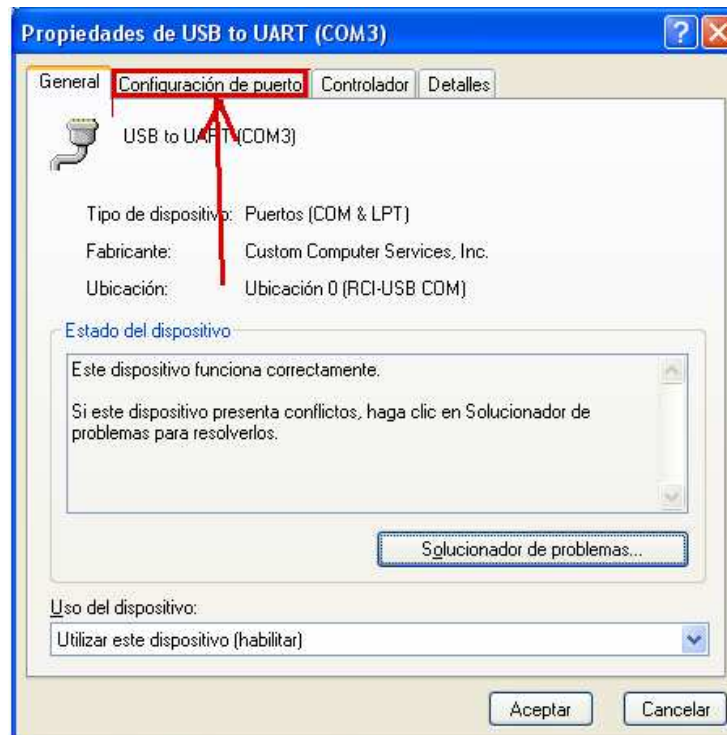 Propiedades de USB to UART (COM3)
General Configuración de puerto Controlador Detalles
USB to UART (COM3)
Tipo de dispositivo: Puertos (COM & LPT)
Fabricante: Custom Computer Services, Inc.
Ubicación: Ubicación 0 (RCI-USB COM)
Estado del dispositivo
Este dispositivo funciona correctamente.
Si este dispositivo presenta conflictos, haga clic en Solucionador de
problemas para resolverlos.
Solucionador de problemas...
Uso del dispositivo:
Utilizar este dispositivo (habilitar)
Aceptar Cancelar